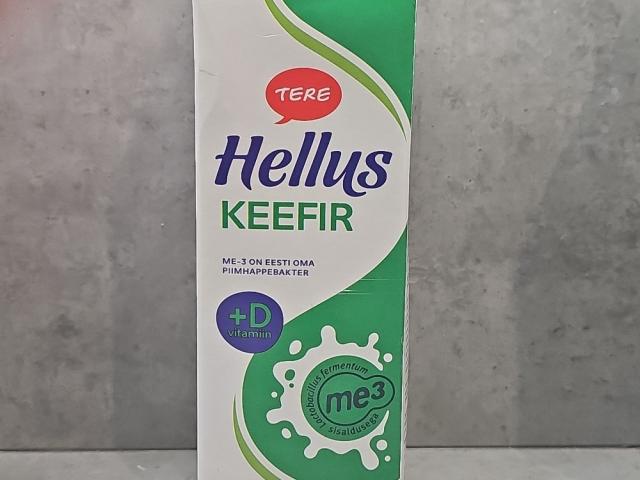 TERE
Hellus
KEEFIR
ME-3 ON EESTI OMA
PIIMHAPPEBAKTER
+D
vitamiin
Lactobacillus fermentum
me3
sisaldusega